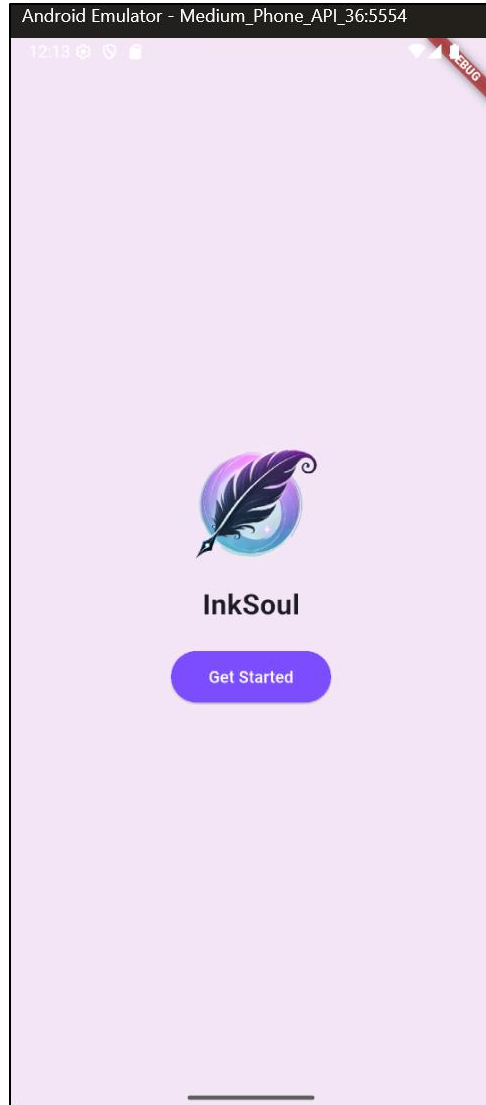 Android Emulator - Medium_Phone_API_36:5554
12:13
DEBUG
InkSoul
Get Started